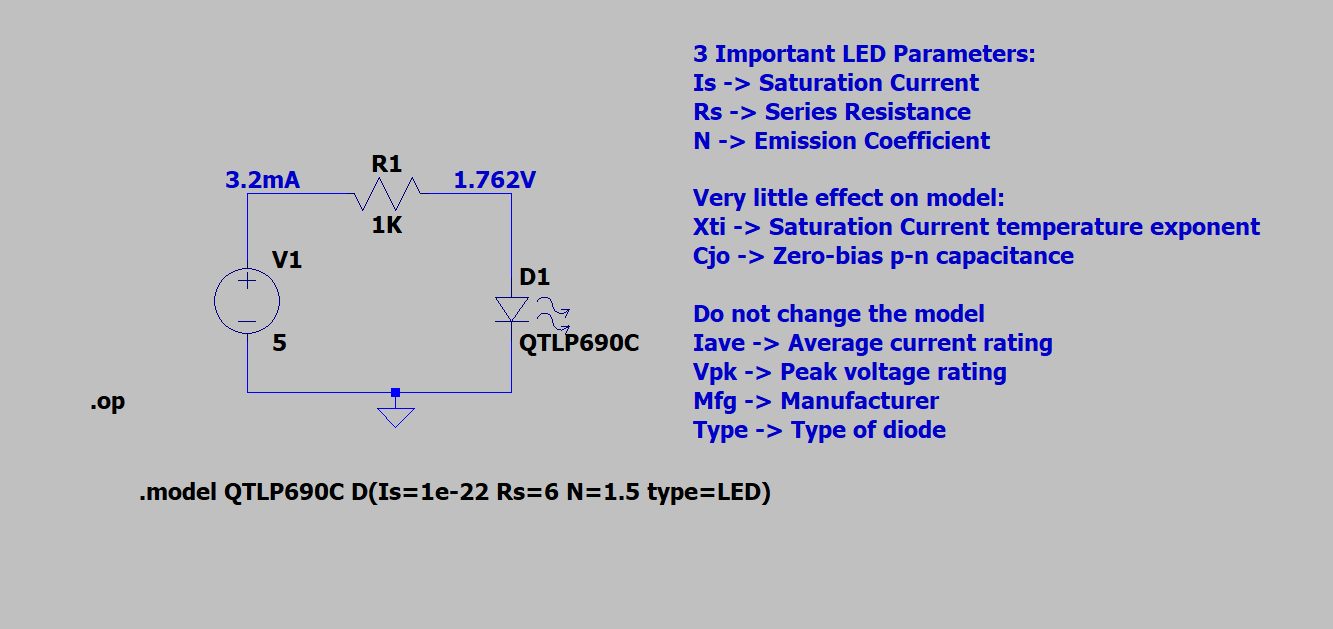 3 Important LED Parameters:
Is -> Saturation Current
Rs -> Series Resistance
N -> Emission Coefficient
Very little effect on model:
Xti -> Saturation Current temperature exponent
Cjo -> Zero-bias p-n capacitance
Do not change the model
Iave -> Average current rating
Vpk -> Peak voltage rating
Mfg -> Manufacturer
Type -> Type of diode
R1
3.2mA
1.762V
1K
V1
D1
5
QTLP690C
.op
.model QTLP690C D(Is=1e-22 Rs=6 N=1.5 type=LED)